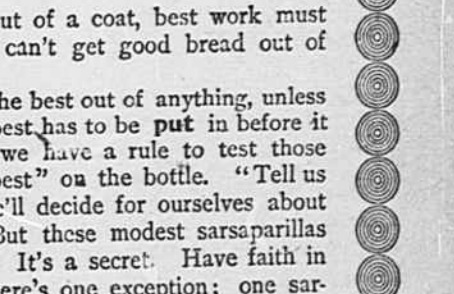 ut of a coat, best work must
can't get good bread out of
he best out of anything, unless
best has to be put in before it
we have a rule to test those
best" on the bottle. "Tell us
e'll decide for ourselves about
But these modest sarsaparillas
It's a secret. Have faith in
ere's one exception: one sar-